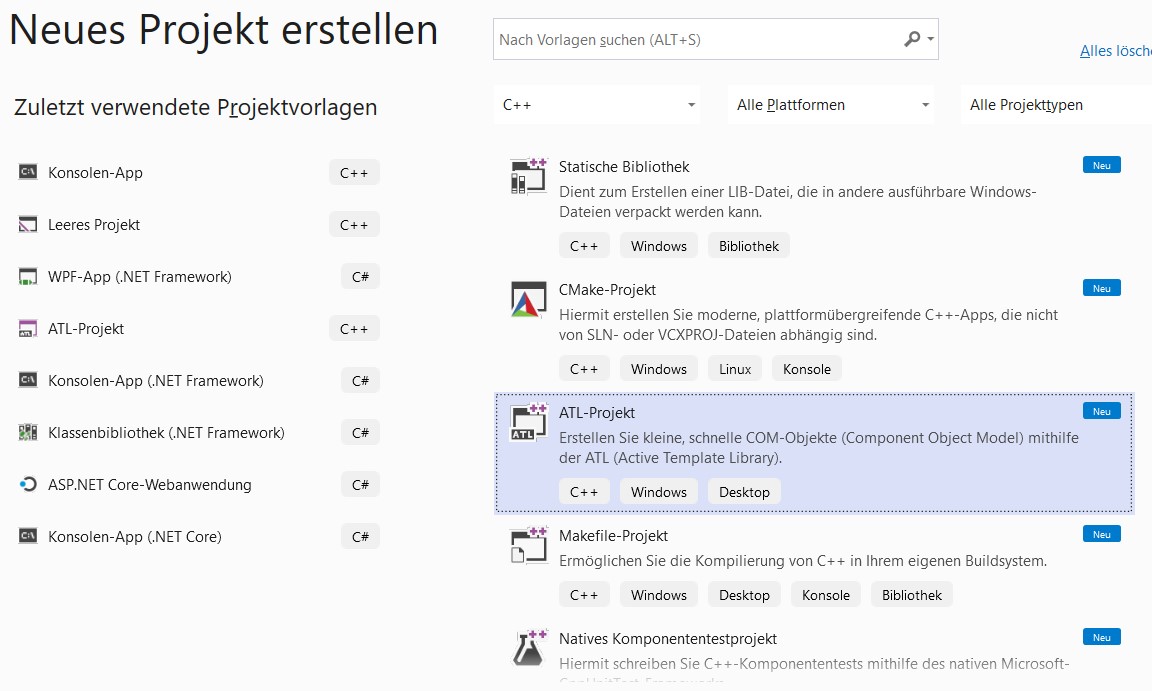 Neues Projekt erstellen
Nach Vorlagen suchen (ALT+S)
Alles lösche
Zuletzt verwendete Projektvorlagen
C++
Alle Plattformen
Alle Projekttypen
Konsolen-App C++
Leeres Projekt C++
WPF-App (.NET Framework) C#
ATL-Projekt C++
Konsolen-App (.NET Framework) C#
Klassenbibliothek (.NET Framework) C#
ASP.NET Core-Webanwendung C#
Konsolen-App (.NET Core) C#
Statische Bibliothek Neu
Dient zum Erstellen einer LIB-Datei, die in andere ausführbare Windows-
Dateien verpackt werden kann.
C++ Windows Bibliothek
CMake-Projekt Neu
Hiermit erstellen Sie moderne, plattformübergreifende C++-Apps, die nicht
von SLN- oder VCXPROJ-Dateien abhängig sind.
C++ Windows Linux Konsole
ATL-Projekt Neu
Erstellen Sie kleine, schnelle COM-Objekte (Component Object Model) mithilfe
der ATL (Active Template Library).
C++ Windows Desktop
Makefile-Projekt Neu
Ermöglichen Sie die Kompilierung von C++ in Ihrem eigenen Buildsystem.
C++ Windows Desktop Konsole Bibliothek
Natives Komponententestprojekt Neu
Hiermit schreiben Sie C++-Komponententests mithilfe des nativen Microsoft-